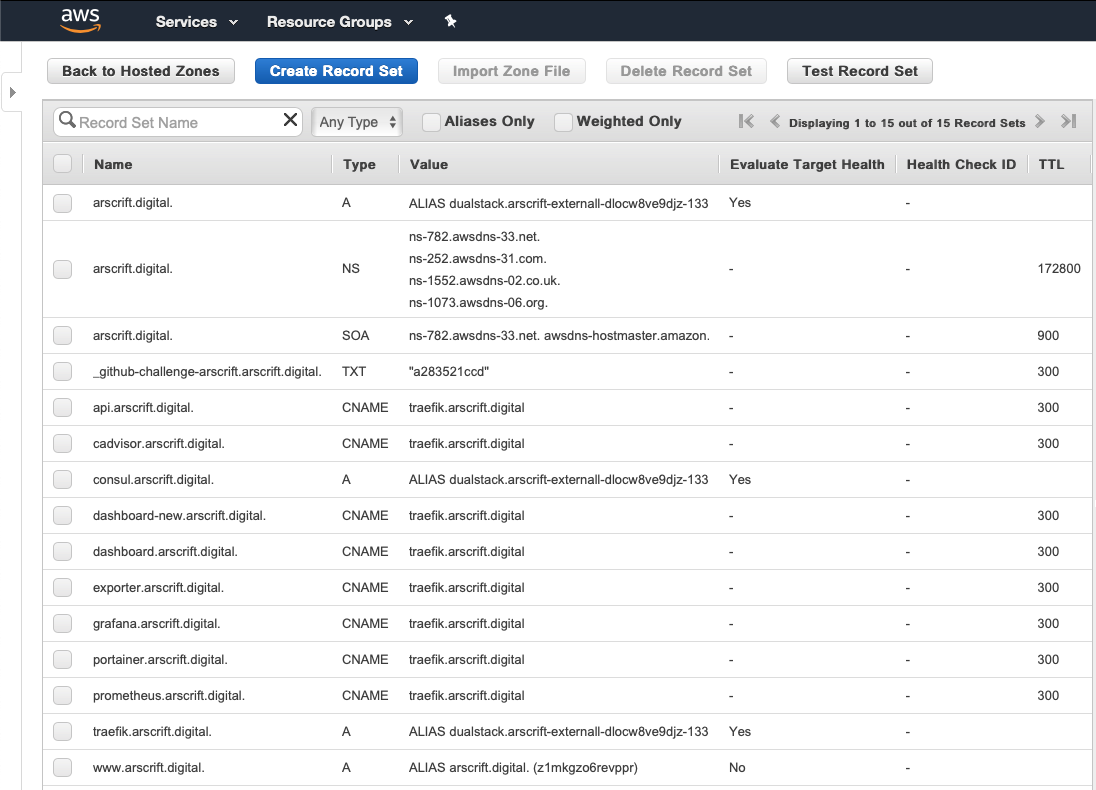 aws Services Resource Groups
Back to Hosted Zones Create Record Set Import Zone File Delete Record Set Test Record Set
Record Set Name Any Type Aliases Only Weighted Only Displaying 1 to 15 out of 15 Record Sets
Name Type Value Evaluate Target Health Health Check ID TTL
arscrift.digital. A ALIAS dualstack.arscrift-externall-dlocw8ve9djz-133 Yes -
ns-782.awsdns-33.net.
ns-252.awsdns-31.com.
arscrift.digital. NS - - 172800
ns-1552.awsdns-02.co.uk.
ns-1073.awsdns-06.org.
arscrift.digital. SOA ns-782.awsdns-33.net. awsdns-hostmaster.amazon. - - 900
_github-challenge-arscrift.arscrift.digital. TXT "a283521ccd" - - 300
api.arscrift.digital. CNAME traefik.arscrift.digital - - 300
cadvisor.arscrift.digital. CNAME traefik.arscrift.digital - - 300
consul.arscrift.digital. A ALIAS dualstack.arscrift-externall-dlocw8ve9djz-133 Yes -
dashboard-new.arscrift.digital. CNAME traefik.arscrift.digital - - 300
dashboard.arscrift.digital. CNAME traefik.arscrift.digital - - 300
exporter.arscrift.digital. CNAME traefik.arscrift.digital - - 300
grafana.arscrift.digital. CNAME traefik.arscrift.digital - - 300
portainer.arscrift.digital. CNAME traefik.arscrift.digital - - 300
prometheus.arscrift.digital. CNAME traefik.arscrift.digital - - 300
traefik.arscrift.digital. A ALIAS dualstack.arscrift-externall-dlocw8ve9djz-133 Yes -
www.arscrift.digital. A ALIAS arscrift.digital. (z1mkgzo6revppr) No -